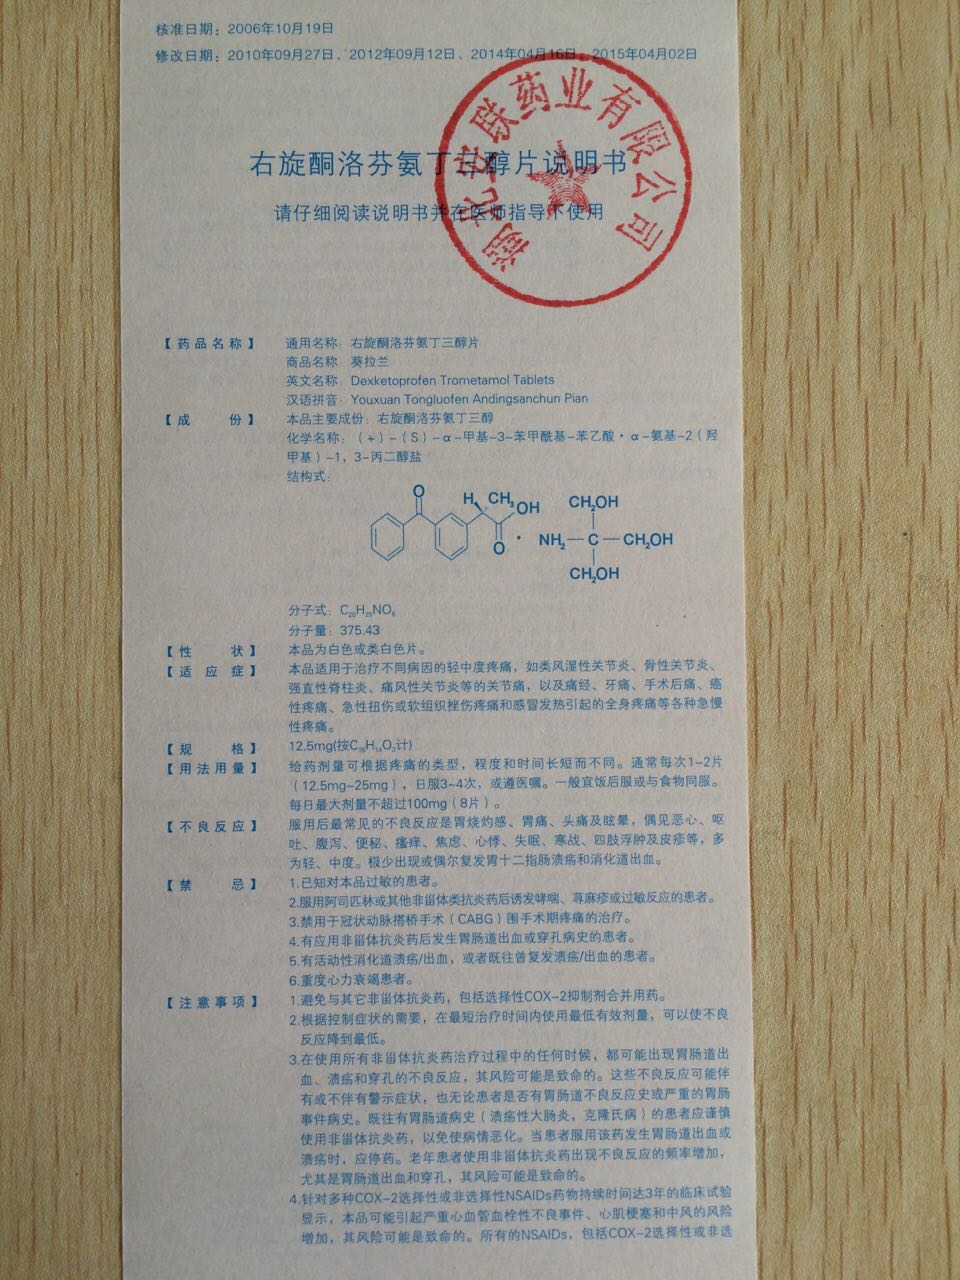 核准日期：2006年10月19日
修改日期：2010年09月27日、2012年09月12日、2014年04月16日、2015年04月02日
湖北安联药业有限公司
右旋酮洛芬氨丁三醇片说明书
请仔细阅读说明书并在医师指导下使用
【药品名称】 通用名称：右旋酮洛芬氨丁三醇片
商品名称：葵拉兰
英文名称：Dexketoprofen Trometamol Tablets
汉语拼音：Youxuan Tongluofen Andingsanchun Pian
【成 份】 本品主要成份：右旋酮洛芬氨丁三醇
化学名称：（+）-（S）-α-甲基-3-苯甲酰基-苯乙酸·α-氨基-2（羟
甲基）-1，3-丙二醇盐
结构式：
O H CH₃ OH O · NH₂-C-CH₂OH CH₂OH CH₂OH
分子式：C₂₀H₂₅NO₆
分子量：375.43
【性 状】 本品为白色或类白色片。
【适 应 症】 本品适用于治疗不同病因的轻中度疼痛，如类风湿性关节炎、骨性关节炎、
强直性脊柱炎、痛风性关节炎等的关节痛，以及痛经、牙痛、手术后痛、癌
性疼痛、急性扭伤或软组织挫伤疼痛和感冒发热引起的全身疼痛等各种急慢
性疼痛。
【规 格】 12.5mg(按C₁₆H₁₄O₃计)
【用法用量】 给药剂量可根据疼痛的类型，程度和时间长短而不同。通常每次1-2片
（12.5mg~25mg），日服3~4次，或遵医嘱。一般宜饭后服或与食物同服。
每日最大剂量不超过100mg（8片）。
【不良反应】 服用后最常见的不良反应是胃烧灼感、胃痛、头痛及眩晕，偶见恶心、呕
吐、腹泻、便秘、瘙痒、焦虑、心悸、失眠、寒战、四肢浮肿及皮疹等，多
为轻、中度。极少出现或偶尔复发胃十二指肠溃疡和消化道出血。
【禁 忌】 1.已知对本品过敏的患者。
2.服用阿司匹林或其他非甾体类抗炎药后诱发哮喘、荨麻疹或过敏反应的患者。
3.禁用于冠状动脉搭桥手术（CABG）围手术期疼痛的治疗。
4.有应用非甾体抗炎药后发生胃肠道出血或穿孔病史的患者。
5.有活动性消化道溃疡/出血，或者既往曾复发溃疡/出血的患者。
6.重度心力衰竭患者。
【注意事项】 1.避免与其它非甾体抗炎药，包括选择性COX-2抑制剂合并用药。
2.根据控制症状的需要，在最短治疗时间内使用最低有效剂量，可以使不良
反应降到最低。
3.在使用所有非甾体抗炎药治疗过程中的任何时候，都可能出现胃肠道出
血、溃疡和穿孔的不良反应，其风险可能是致命的。这些不良反应可能伴
有或不伴有警示症状，也无论患者是否有胃肠道不良反应史或严重的胃肠
事件病史。既往有胃肠道病史（溃疡性大肠炎，克隆氏病）的患者应谨慎
使用非甾体抗炎药，以免使病情恶化。当患者服用该药发生胃肠道出血或
溃疡时，应停药。老年患者使用非甾体抗炎药出现不良反应的频率增加，
尤其是胃肠道出血和穿孔，其风险可能是致命的。
4.针对多种COX-2选择性或非选择性NSAIDs药物持续时间达3年的临床试验
显示，本品可能引起严重心血管血栓性不良事件、心肌梗塞和中风的风险
增加，其风险可能是致命的。所有的NSAIDs，包括COX-2选择性或非选